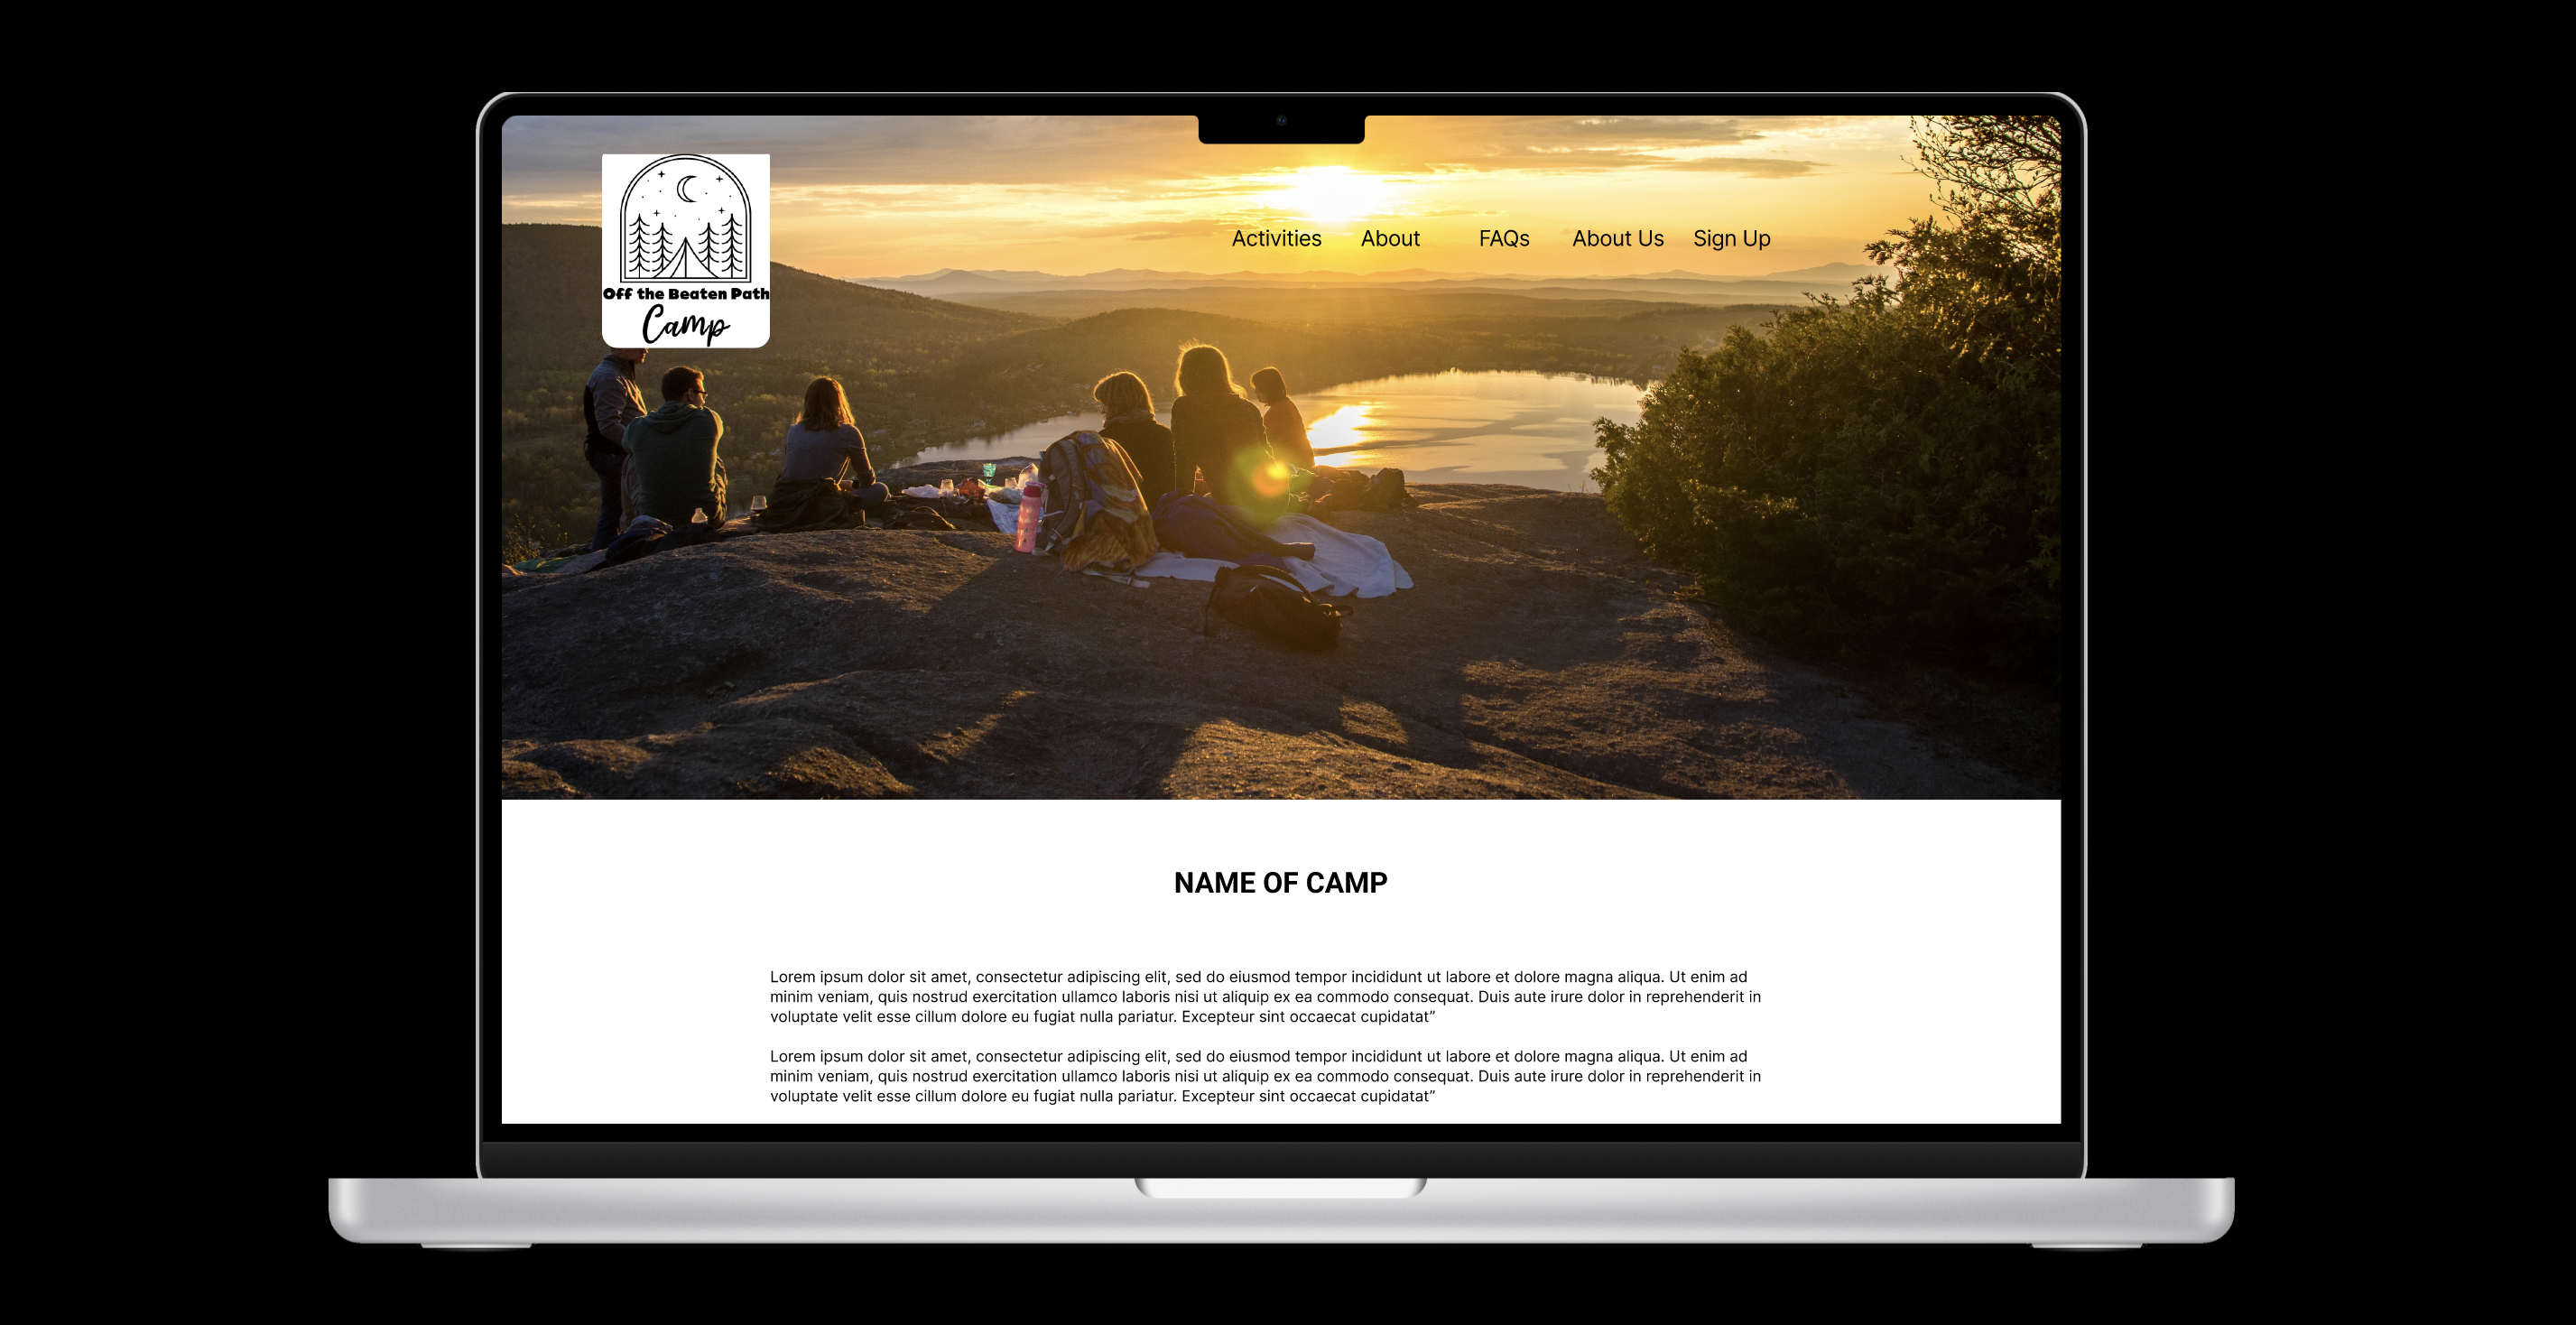 Off the Beaten Path
Camp
Activities About FAQs About Us Sign Up
NAME OF CAMP
Lorem ipsum dolor sit amet, consectetur adipiscing elit, sed do eiusmod tempor incididunt ut labore et dolore magna aliqua. Ut enim ad
minim veniam, quis nostrud exercitation ullamco laboris nisi ut aliquip ex ea commodo consequat. Duis aute irure dolor in reprehenderit in
voluptate velit esse cillum dolore eu fugiat nulla pariatur. Excepteur sint occaecat cupidatat”
Lorem ipsum dolor sit amet, consectetur adipiscing elit, sed do eiusmod tempor incididunt ut labore et dolore magna aliqua. Ut enim ad
minim veniam, quis nostrud exercitation ullamco laboris nisi ut aliquip ex ea commodo consequat. Duis aute irure dolor in reprehenderit in
voluptate velit esse cillum dolore eu fugiat nulla pariatur. Excepteur sint occaecat cupidatat”